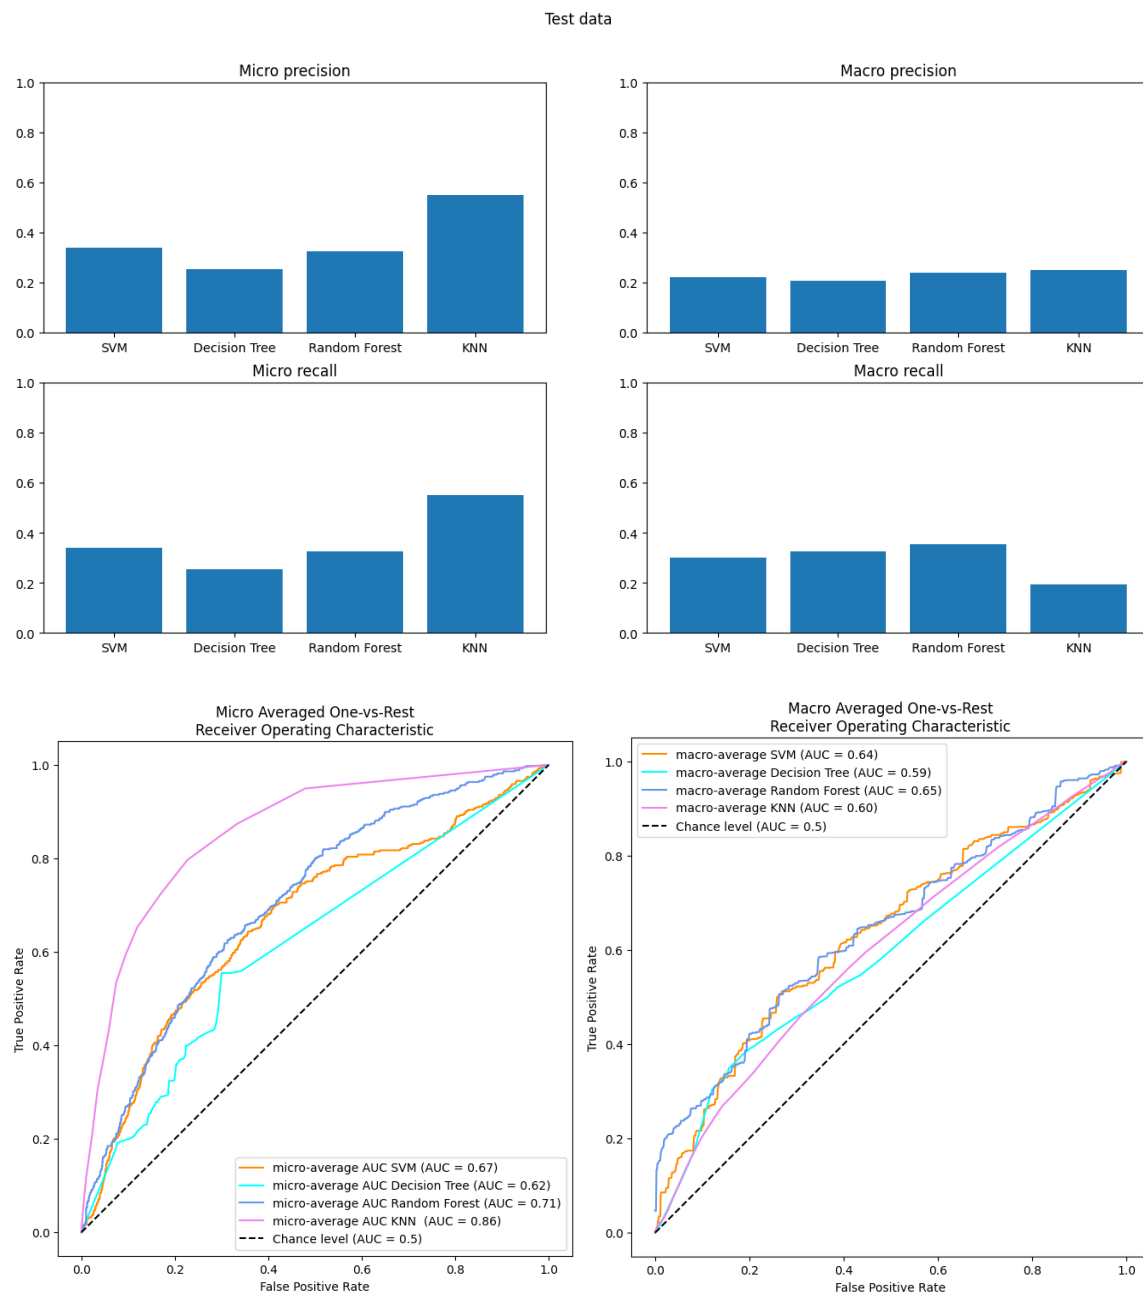 Test data
Micro precision
1.0
0.8
0.6
0.4
0.2
0.0
SVM Decision Tree Random Forest KNN
Macro precision
1.0
0.8
0.6
0.4
0.2
0.0
SVM Decision Tree Random Forest KNN
Micro recall
1.0
0.8
0.6
0.4
0.2
0.0
SVM Decision Tree Random Forest KNN
Macro recall
1.0
0.8
0.6
0.4
0.2
0.0
SVM Decision Tree Random Forest KNN
Micro Averaged One-vs-Rest
Receiver Operating Characteristic
True Positive Rate
1.0
0.8
0.6
0.4
0.2
0.0
micro-average AUC SVM (AUC = 0.67)
micro-average AUC Decision Tree (AUC = 0.62)
micro-average AUC Random Forest (AUC = 0.71)
micro-average AUC KNN (AUC = 0.86)
Chance level (AUC = 0.5)
0.0 0.2 0.4 0.6 0.8 1.0
False Positive Rate
Macro Averaged One-vs-Rest
Receiver Operating Characteristic
True Positive Rate
1.0
0.8
0.6
0.4
0.2
0.0
macro-average SVM (AUC = 0.64)
macro-average Decision Tree (AUC = 0.59)
macro-average Random Forest (AUC = 0.65)
macro-average KNN (AUC = 0.60)
Chance level (AUC = 0.5)
0.0 0.2 0.4 0.6 0.8 1.0
False Positive Rate